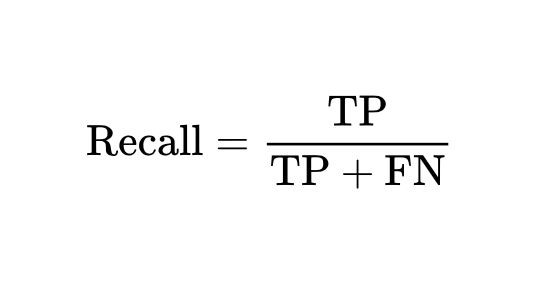 Recall = TP / (TP + FN)